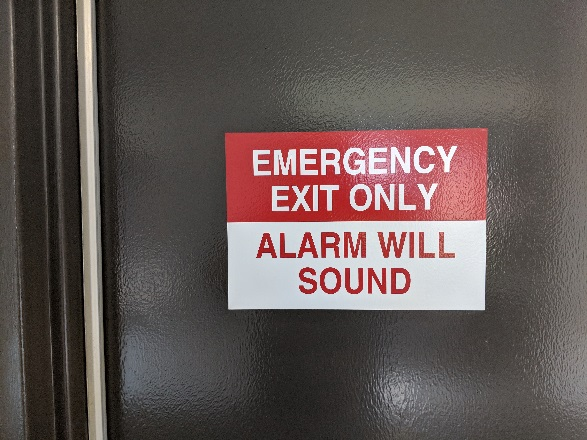 EMERGENCY
EXIT ONLY
ALARM WILL
SOUND